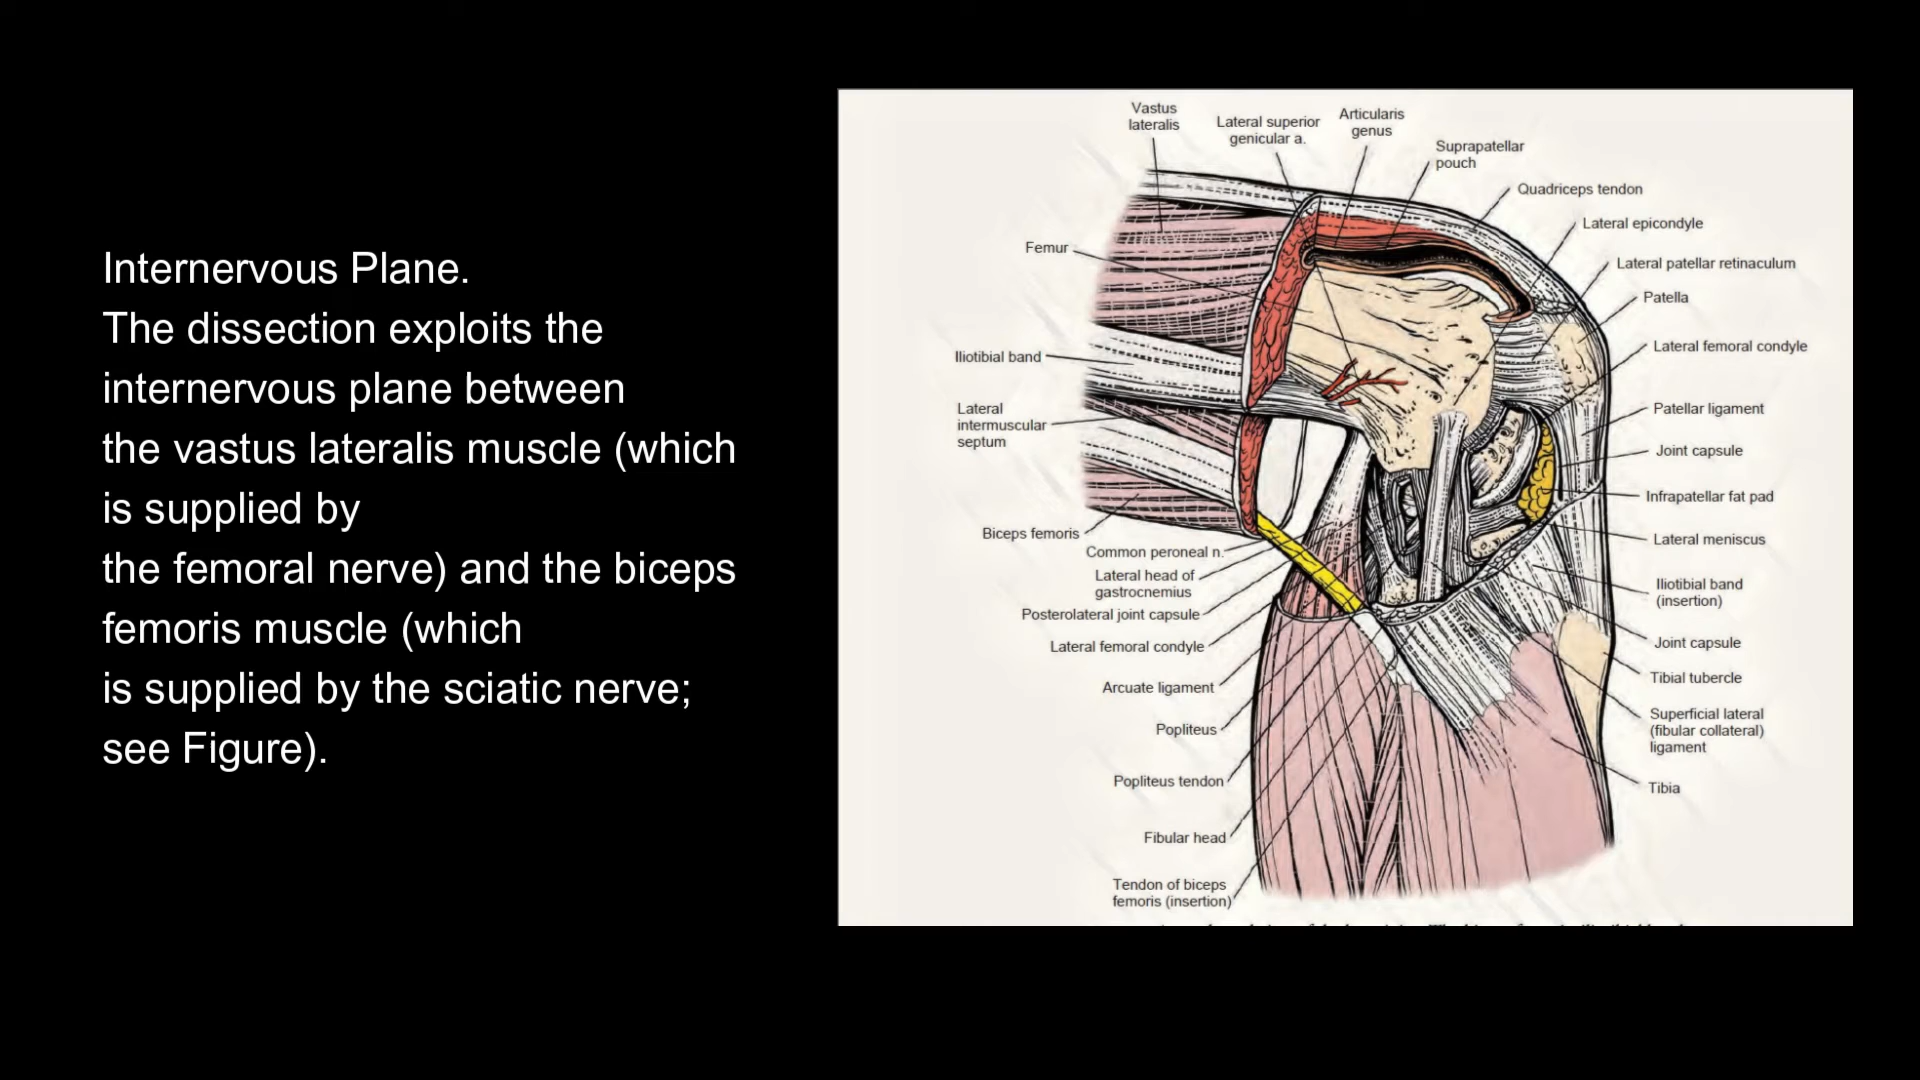 Internervous Plane.
The dissection exploits the
internervous plane between
the vastus lateralis muscle (which
is supplied by
the femoral nerve) and the biceps
femoris muscle (which
is supplied by the sciatic nerve;
see Figure).
Vastus
lateralis
Lateral superior
genicular a.
Articularis
genus
Suprapatellar
pouch
Quadriceps tendon
Lateral epicondyle
Lateral patellar retinaculum
Patella
Lateral femoral condyle
Patellar ligament
Joint capsule
Infrapatellar fat pad
Lateral meniscus
Iliotibial band
(insertion)
Joint capsule
Tibial tubercle
Superficial lateral
(fibular collateral)
ligament
Tibia
Femur
Iliotibial band
Lateral
intermuscular
septum
Biceps femoris
Common peroneal n.
Lateral head of
gastrocnemius
Posterolateral joint capsule
Lateral femoral condyle
Arcuate ligament
Popliteus
Popliteus tendon
Fibular head
Tendon of biceps
femoris (insertion)